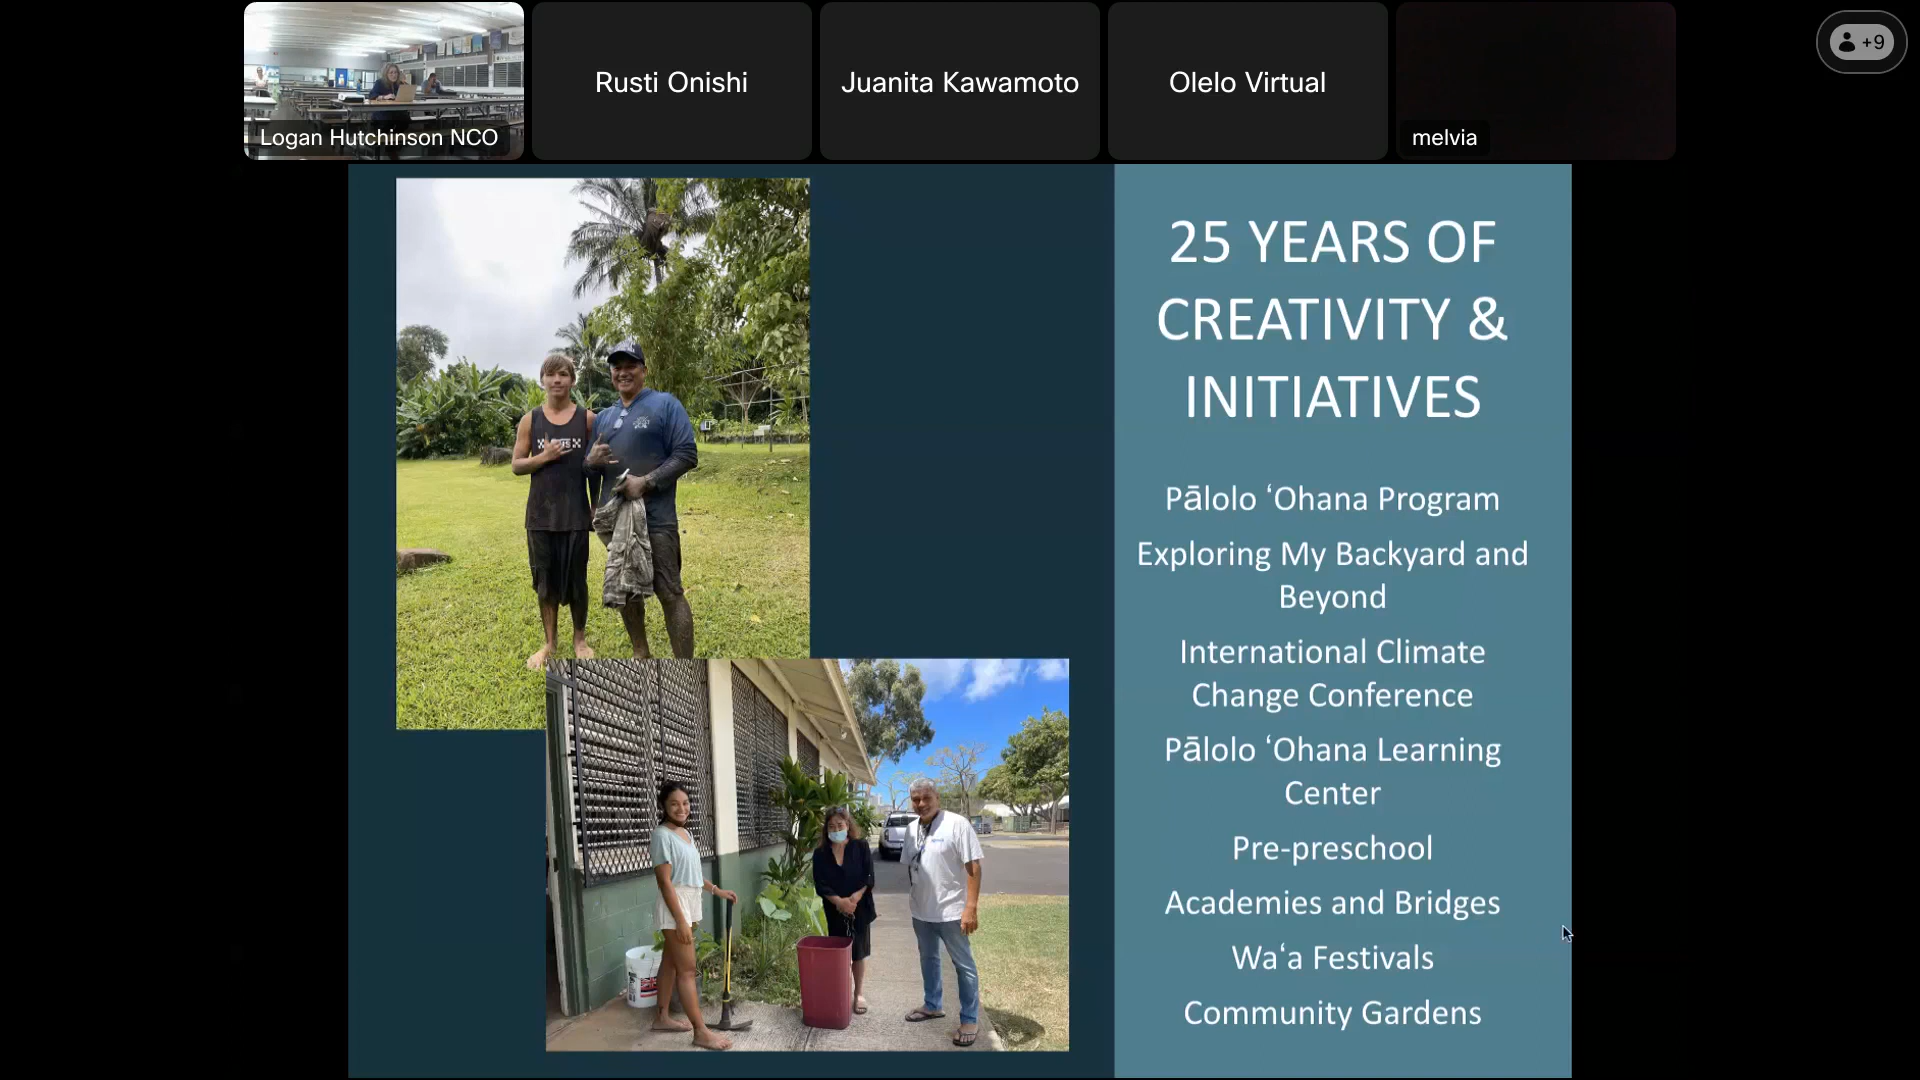 Logan Hutchinson NCO
Rusti Onishi
Juanita Kawamoto
Olelo Virtual
melvia
+9
25 YEARS OF
CREATIVITY &
INITIATIVES
Pālolo ʻOhana Program
Exploring My Backyard and
Beyond
International Climate
Change Conference
Pālolo ʻOhana Learning
Center
Pre-preschool
Academies and Bridges
Waʻa Festivals
Community Gardens